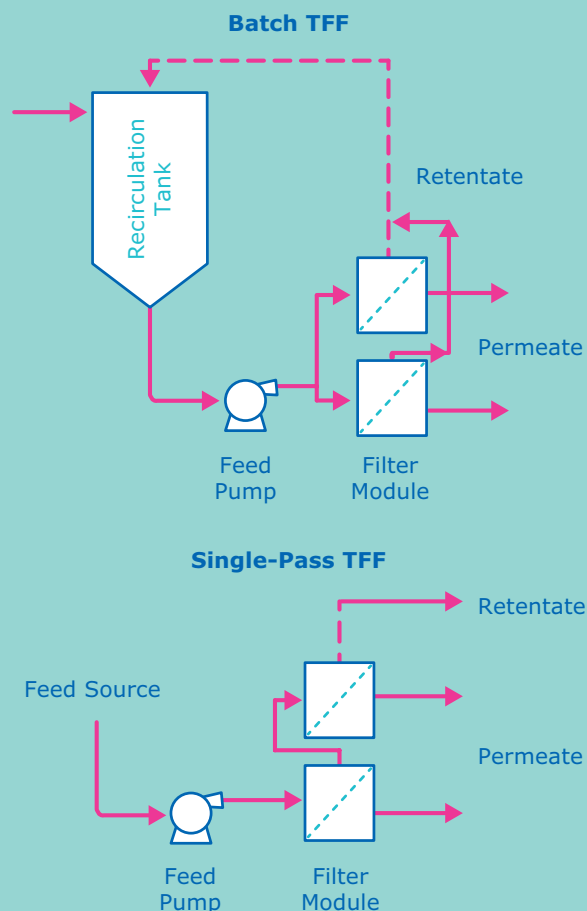 Batch TFF
Recirculation
Tank
Retentate
Permeate
Feed
Pump
Filter
Module
Single-Pass TFF
Retentate
Feed Source
Permeate
Feed
Pump
Filter
Module